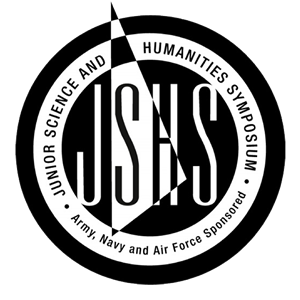 · JUNIOR SCIENCE AND HUMANITIES SYMPOSIUM ·
JSHS
Army, Navy and Air Force Sponsored